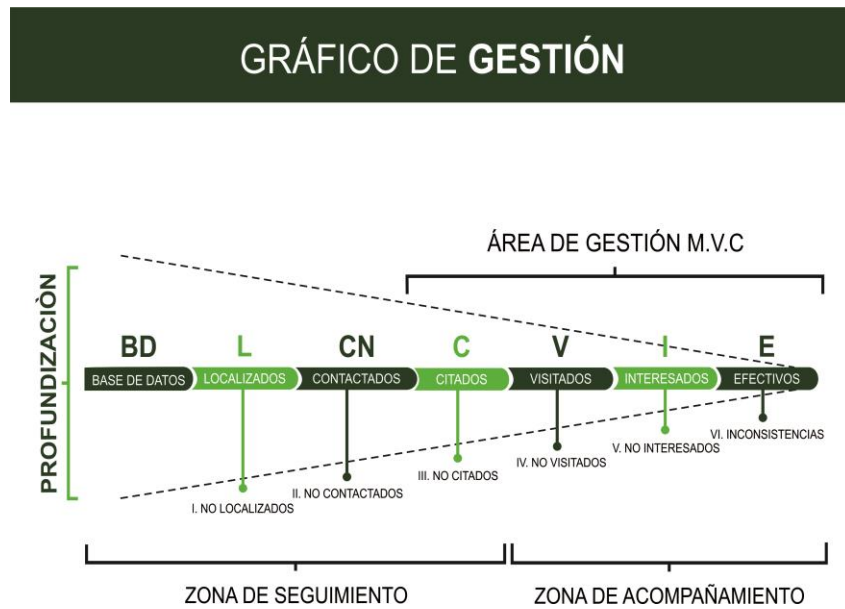 GRÁFICO DE GESTIÓN
ÁREA DE GESTIÓN M.V.C
PROFUNDIZACIÒN
BD
L
CN
C
V
I
E
BASE DE DATOS
LOCALIZADOS
CONTACTADOS
CITADOS
VISITADOS
INTERESADOS
EFECTIVOS
I. NO LOCALIZADOS
II. NO CONTACTADOS
III. NO CITADOS
IV. NO VISITADOS
V. NO INTERESADOS
VI. INCONSISTENCIAS
ZONA DE SEGUIMIENTO
ZONA DE ACOMPAÑAMIENTO